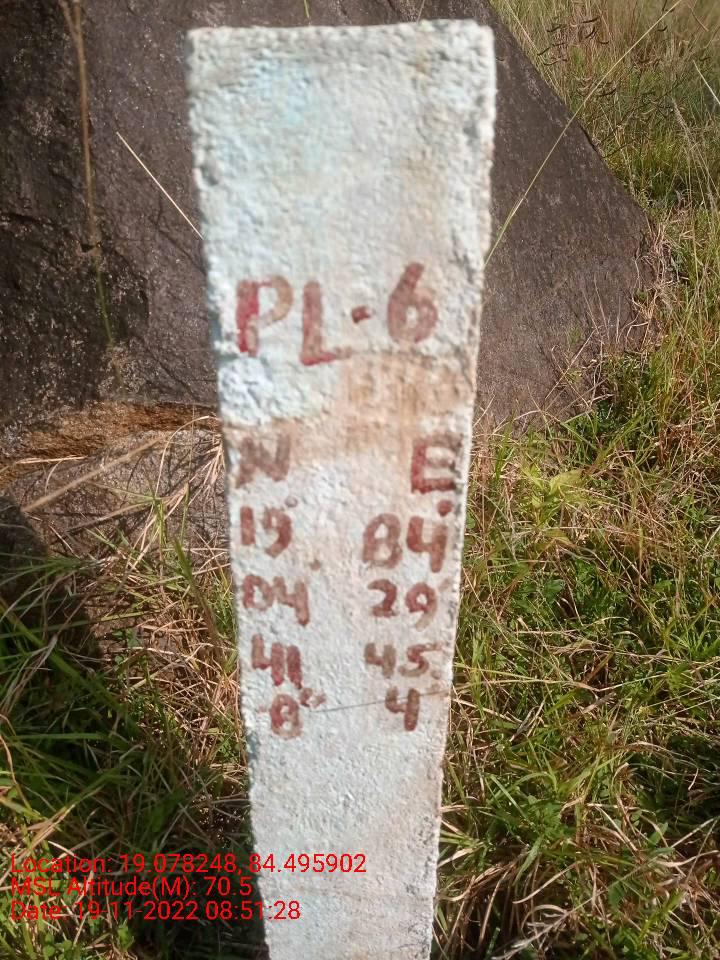 PL-6
N E
19° 84°
04' 29'
41 45
.8" 4"
Location: 19.078248, 84.495902
MSL Altitude(M): 70.5
Date: 19-11-2022 08:51:28